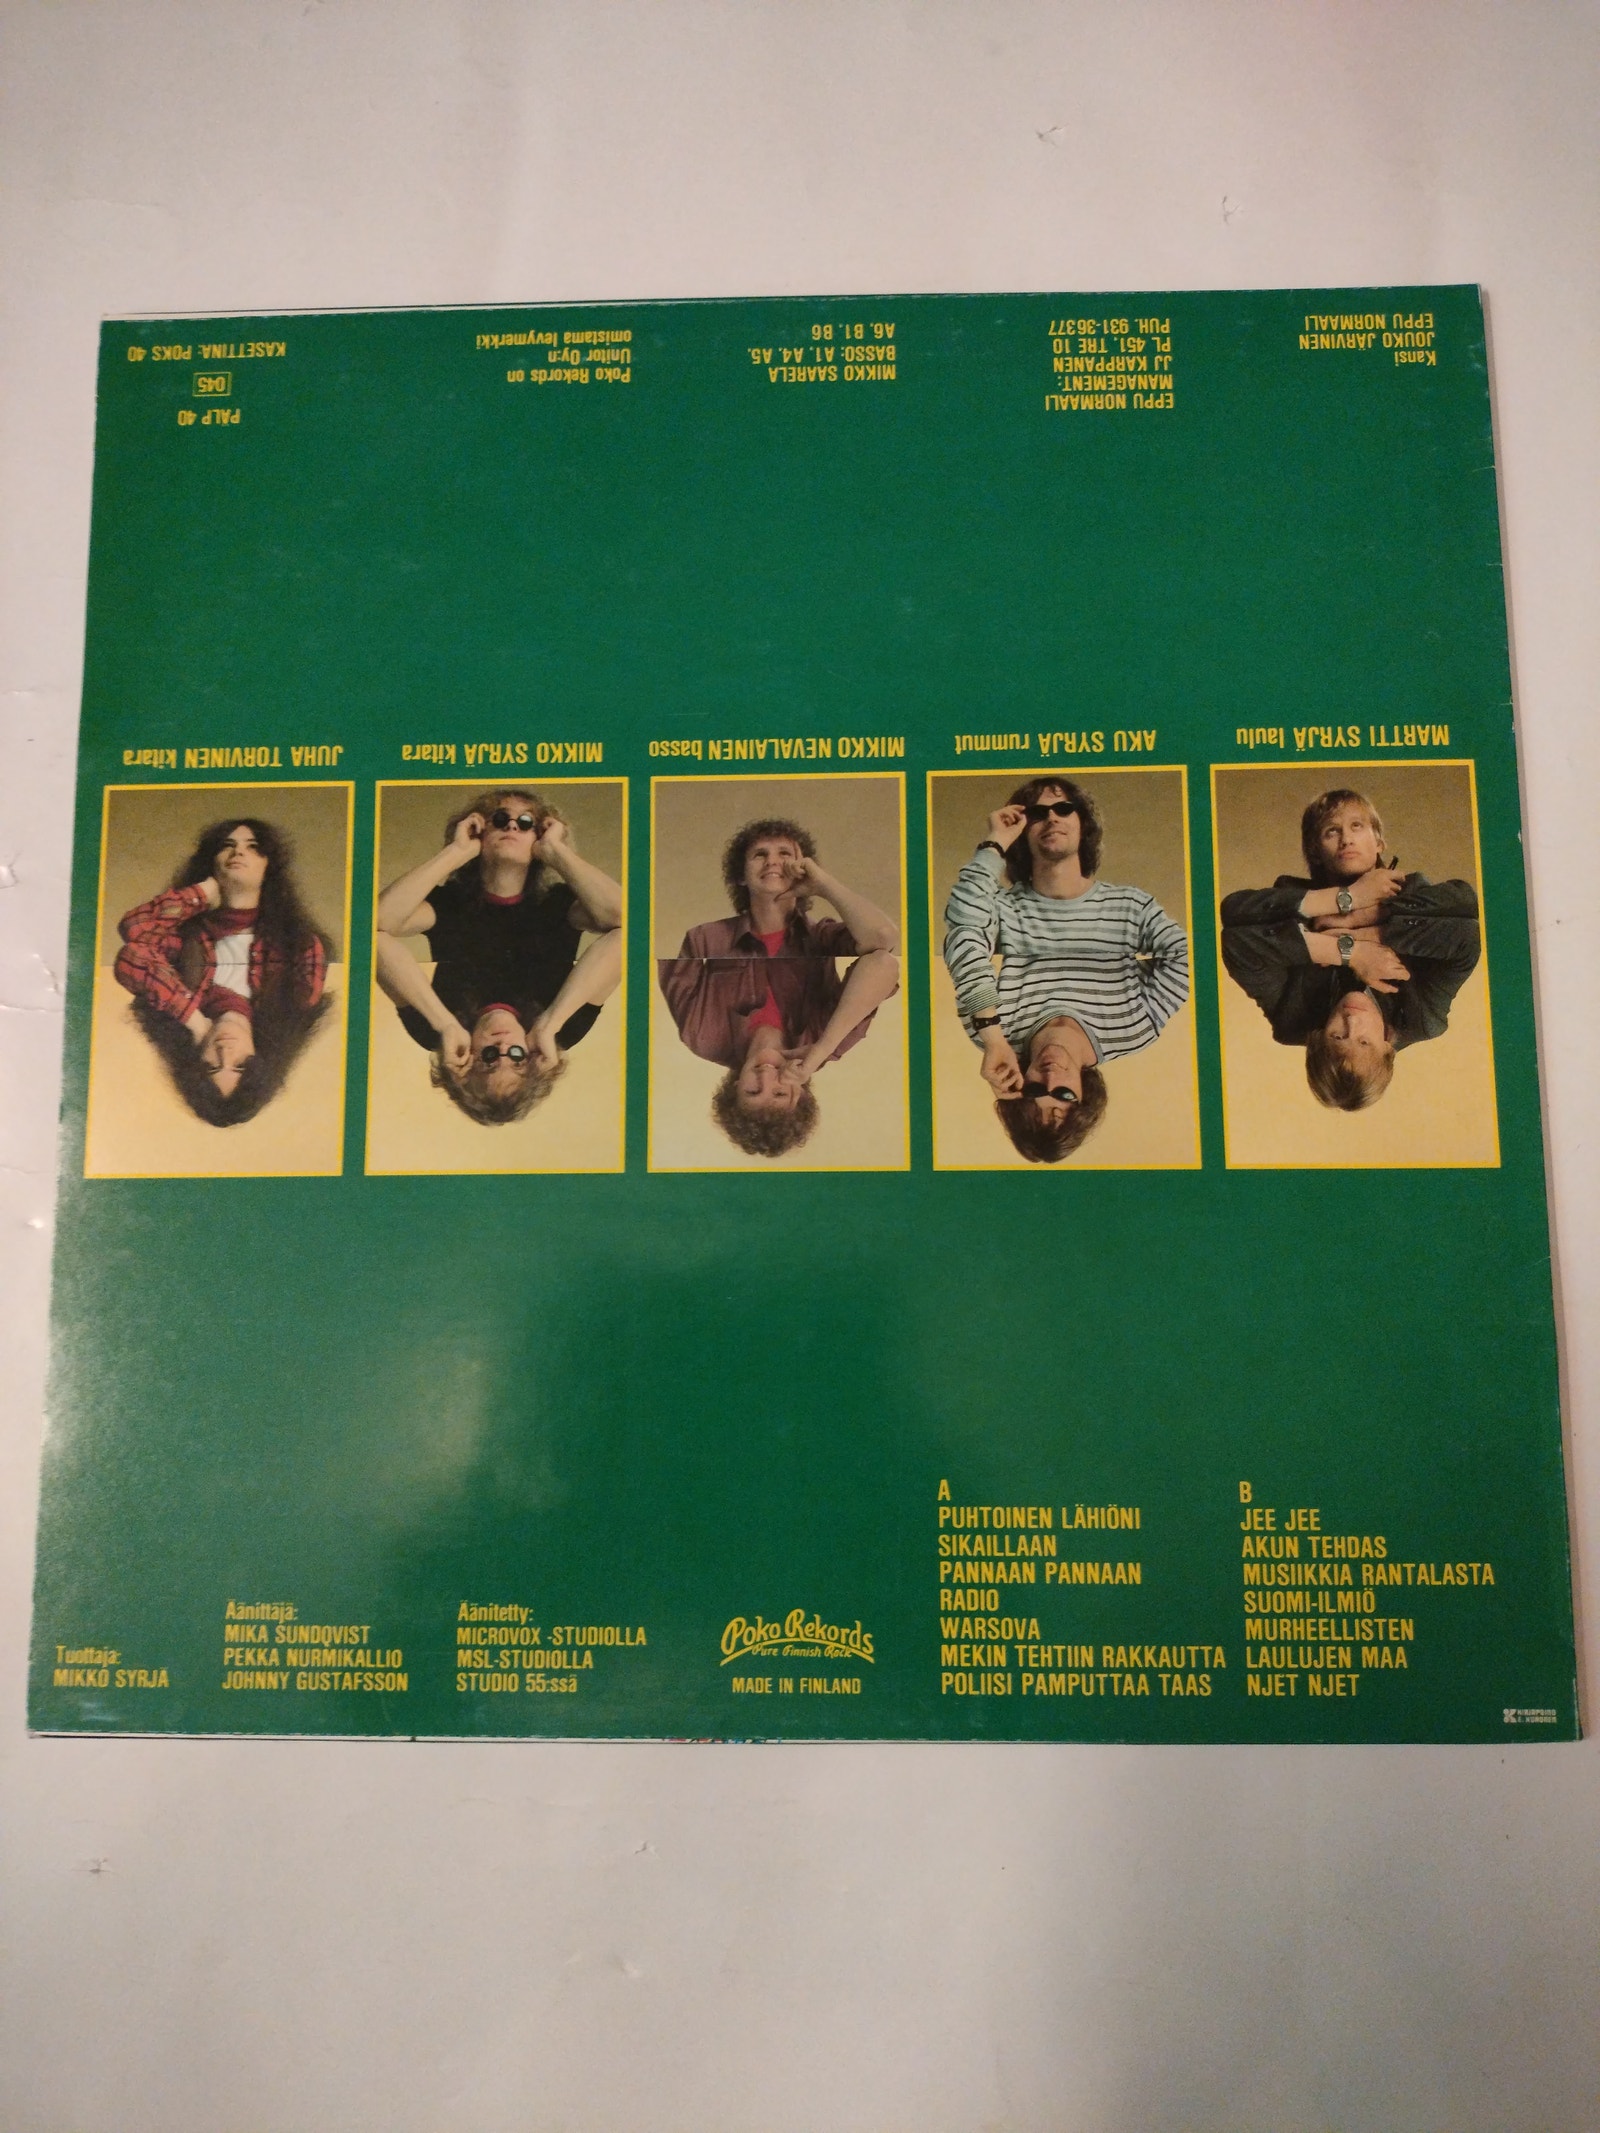 KASETTINA: POKS 40
045
PÄLP 40
Poko Rekords on
Unitor Oy:n
omistama levymerkki
MIKKO SAARELA
BASSO: A1. A4. A5.
A6. B1. B6
EPPU NORMAALI
MANAGEMENT:
JJ KARPPANEN
PL 451. TRE 10
PUH. 931-36377
Kansi
JOUKO JÄRVINEN
EPPU NORMAALI
JUHA TORVINEN kitara
MIKKO SYRJÄ kitara
MIKKO NEVALAINEN basso
AKU SYRJÄ rummut
MARTTI SYRJÄ laulu
Tuottaja:
MIKKO SYRJÄ
Äänittäjä:
MIKA SUNDQVIST
PEKKA NURMIKALLIO
JOHNNY GUSTAFSSON
Äänitetty:
MICROVOX -STUDIOLLA
MSL-STUDIOLLA
STUDIO 55:ssä
Poko Rekords
Pure Finnish Rock
MADE IN FINLAND
A
PUHTOINEN LÄHIÖNI
SIKAILLAAN
PANNAAN PANNAAN
RADIO
WARSOVA
MEKIN TEHTIIN RAKKAUTTA
POLIISI PAMPUTTAA TAAS
B
JEE JEE
AKUN TEHDAS
MUSIIKKIA RANTALASTA
SUOMI-ILMIÖ
MURHEELLISTEN
LAULUJEN MAA
NJET NJET
KIRJAPAINO